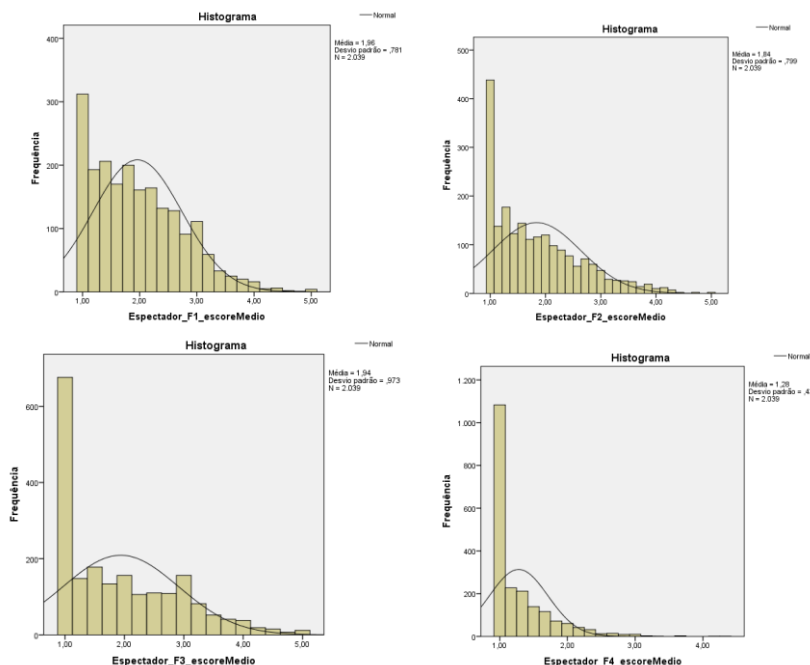 Histograma
Normal
Média = 1,96
Desvio padrão = ,781
N = 2.039
400
300
200
100
0
Frequência
1,00 2,00 3,00 4,00 5,00
Espectador_F1_escoreMedio
Histograma
Normal
Média = 1,84
Desvio padrão = ,799
N = 2.039
500
400
300
200
100
0
Frequência
1,00 2,00 3,00 4,00 5,00
Espectador_F2_escoreMedio
Histograma
Normal
Média = 1,94
Desvio padrão = ,973
N = 2.039
600
400
200
0
Frequência
1,00 2,00 3,00 4,00 5,00
Espectador_F3_escoreMedio
Histograma
Normal
Média = 1,28
Desvio padrão = ,4
N = 2.039
1.200
1.000
800
600
400
200
0
Frequência
1,00 2,00 3,00 4,00
Espectador_F4_escoreMedio